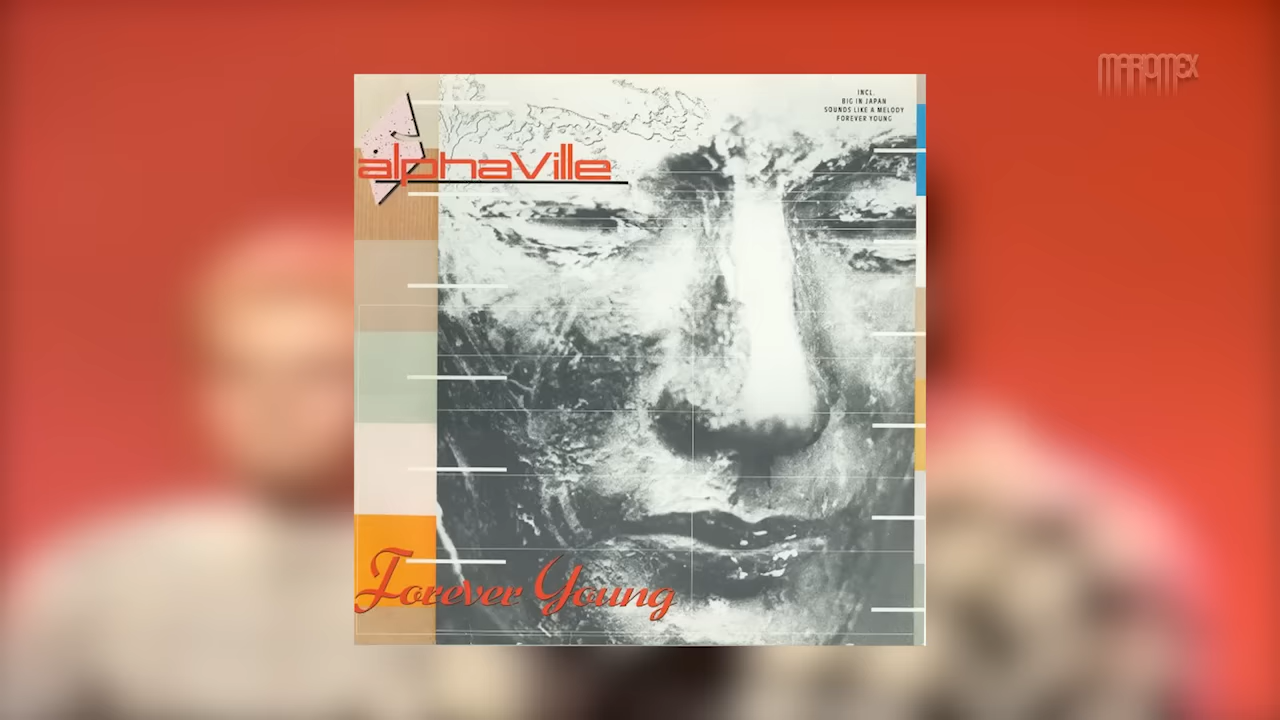 MARIOMEX
INCL.
BIG IN JAPAN
SOUNDS LIKE A MELODY
FOREVER YOUNG
alphaVille
Forever Young